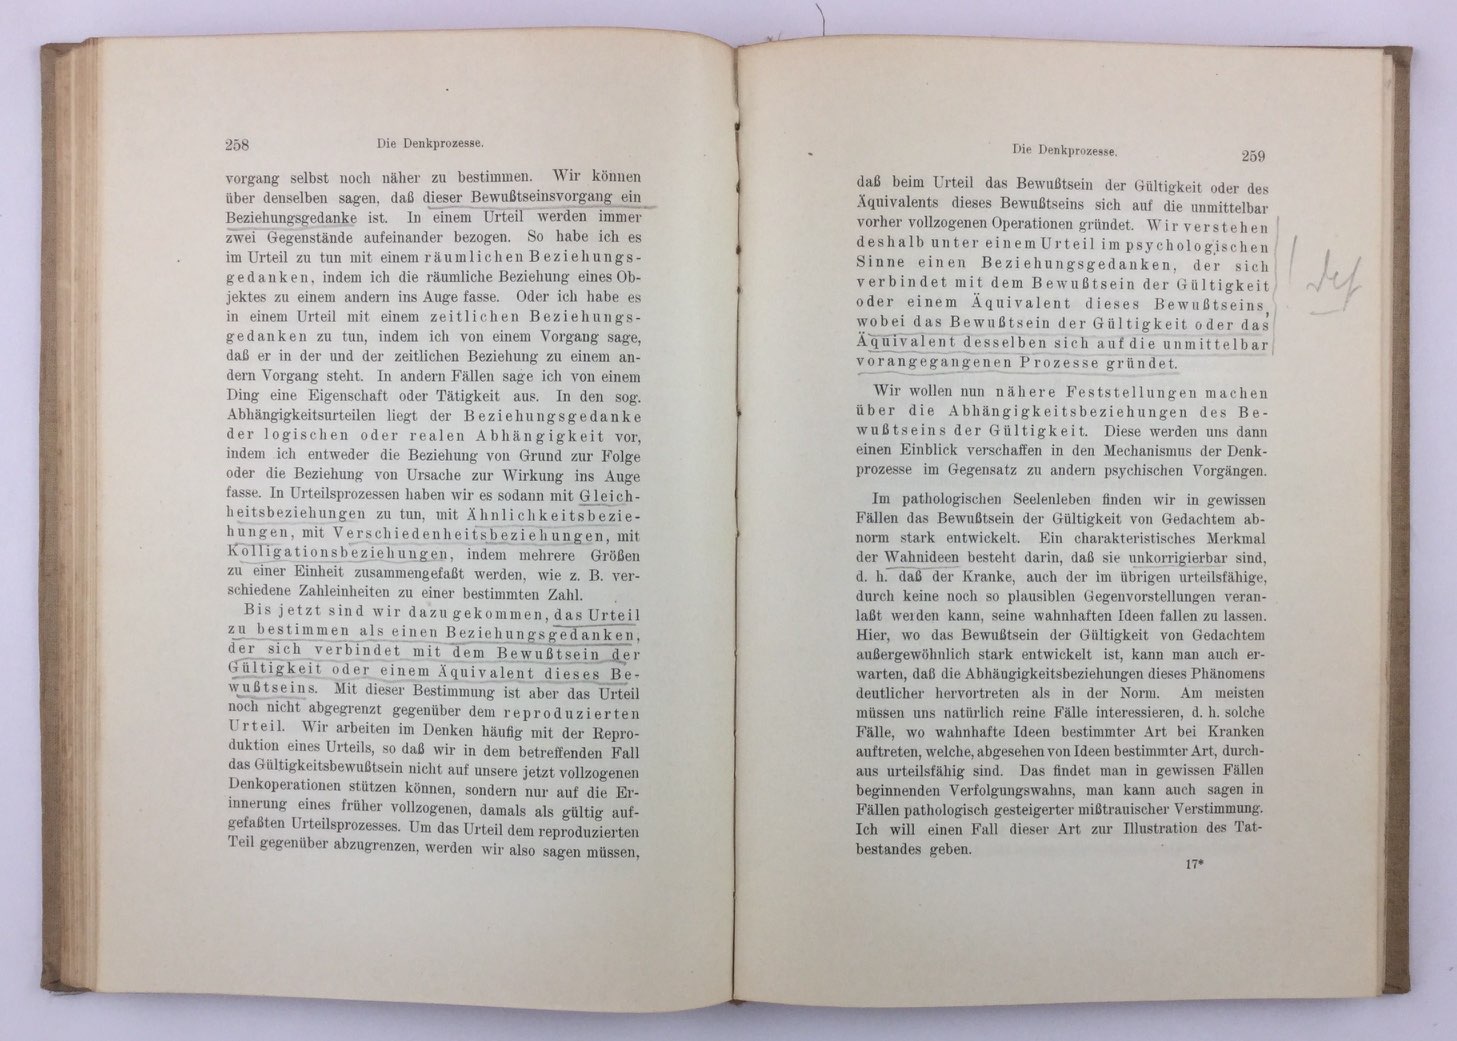 258
Die Denkprozesse.
vorgang selbst noch näher zu bestimmen. Wir können
über denselben sagen, daß dieser Bewußtseinsvorgang ein
Beziehungsgedanke ist. In einem Urteil werden immer
zwei Gegenstände aufeinander bezogen. So habe ich es
im Urteil zu tun mit einem räumlichen Beziehungs-
gedanken, indem ich die räumliche Beziehung eines Ob-
jektes zu einem andern ins Auge fasse. Oder ich habe es
in einem Urteil mit einem zeitlichen Beziehungs-
gedanken zu tun, indem ich von einem Vorgang sage,
daß er in der und der zeitlichen Beziehung zu einem an-
dern Vorgang steht. In andern Fällen sage ich von einem
Ding eine Eigenschaft oder Tätigkeit aus. In den sog.
Abhängigkeitsurteilen liegt der Beziehungsgedanke
der logischen oder realen Abhängigkeit vor,
indem ich entweder die Beziehung von Grund zur Folge
oder die Beziehung von Ursache zur Wirkung ins Auge
fasse. In Urteilsprozessen haben wir es sodann mit Gleich-
heitsbeziehungen zu tun, mit Ähnlichkeitsbezie-
hungen, mit Verschiedenheitsbeziehungen, mit
Kolligationsbeziehungen, indem mehrere Größen
zu einer Einheit zusammengefaßt werden, wie z. B. ver-
schiedene Zahleinheiten zu einer bestimmten Zahl.
Bis jetzt sind wir dazu gekommen, das Urteil
zu bestimmen als einen Beziehungsgedanken,
der sich verbindet mit dem Bewußtsein der
Gültigkeit oder einem Äquivalent dieses Be-
wußtseins. Mit dieser Bestimmung ist aber das Urteil
noch nicht abgegrenzt gegenüber dem reproduzierten
Urteil. Wir arbeiten im Denken häufig mit der Repro-
duktion eines Urteils, so daß wir in dem betreffenden Fall
das Gültigkeitsbewußtsein nicht auf unsere jetzt vollzogenen
Denkoperationen stützen können, sondern nur auf die Er-
innerung eines früher vollzogenen, damals als gültig auf-
gefaßten Urteilsprozesses. Um das Urteil dem reproduzierten
Teil gegenüber abzugrenzen, werden wir also sagen müssen,
Die Denkprozesse.
259
daß beim Urteil das Bewußtsein der Gültigkeit oder des
Äquivalents dieses Bewußtseins sich auf die unmittelbar
vorher vollzogenen Operationen gründet. Wir verstehen
deshalb unter einem Urteil im psychologischen
Sinne einen Beziehungsgedanken, der sich
verbindet mit dem Bewußtsein der Gültigkeit
oder einem Äquivalent dieses Bewußtseins,
wobei das Bewußtsein der Gültigkeit oder das
Äquivalent desselben sich auf die unmittelbar
vorangegangenen Prozesse gründet.
! Def
Wir wollen nun nähere Feststellungen machen
über die Abhängigkeitsbeziehungen des Be-
wußtseins der Gültigkeit. Diese werden uns dann
einen Einblick verschaffen in den Mechanismus der Denk-
prozesse im Gegensatz zu andern psychischen Vorgängen.
Im pathologischen Seelenleben finden wir in gewissen
Fällen das Bewußtsein der Gültigkeit von Gedachtem ab-
norm stark entwickelt. Ein charakteristisches Merkmal
der Wahnideen besteht darin, daß sie unkorrigierbar sind,
d. h. daß der Kranke, auch der im übrigen urteilsfähige,
durch keine noch so plausiblen Gegenvorstellungen veran-
laßt werden kann, seine wahnhaften Ideen fallen zu lassen.
Hier, wo das Bewußtsein der Gültigkeit von Gedachtem
außergewöhnlich stark entwickelt ist, kann man auch er-
warten, daß die Abhängigkeitsbeziehungen dieses Phänomens
deutlicher hervortreten als in der Norm. Am meisten
müssen uns natürlich reine Fälle interessieren, d. h. solche
Fälle, wo wahnhafte Ideen bestimmter Art bei Kranken
auftreten, welche, abgesehen von Ideen bestimmter Art, durch-
aus urteilsfähig sind. Das findet man in gewissen Fällen
beginnenden Verfolgungswahns, man kann auch sagen in
Fällen pathologisch gesteigerter mißtrauischer Verstimmung.
Ich will einen Fall dieser Art zur Illustration des Tat-
bestandes geben.
17*